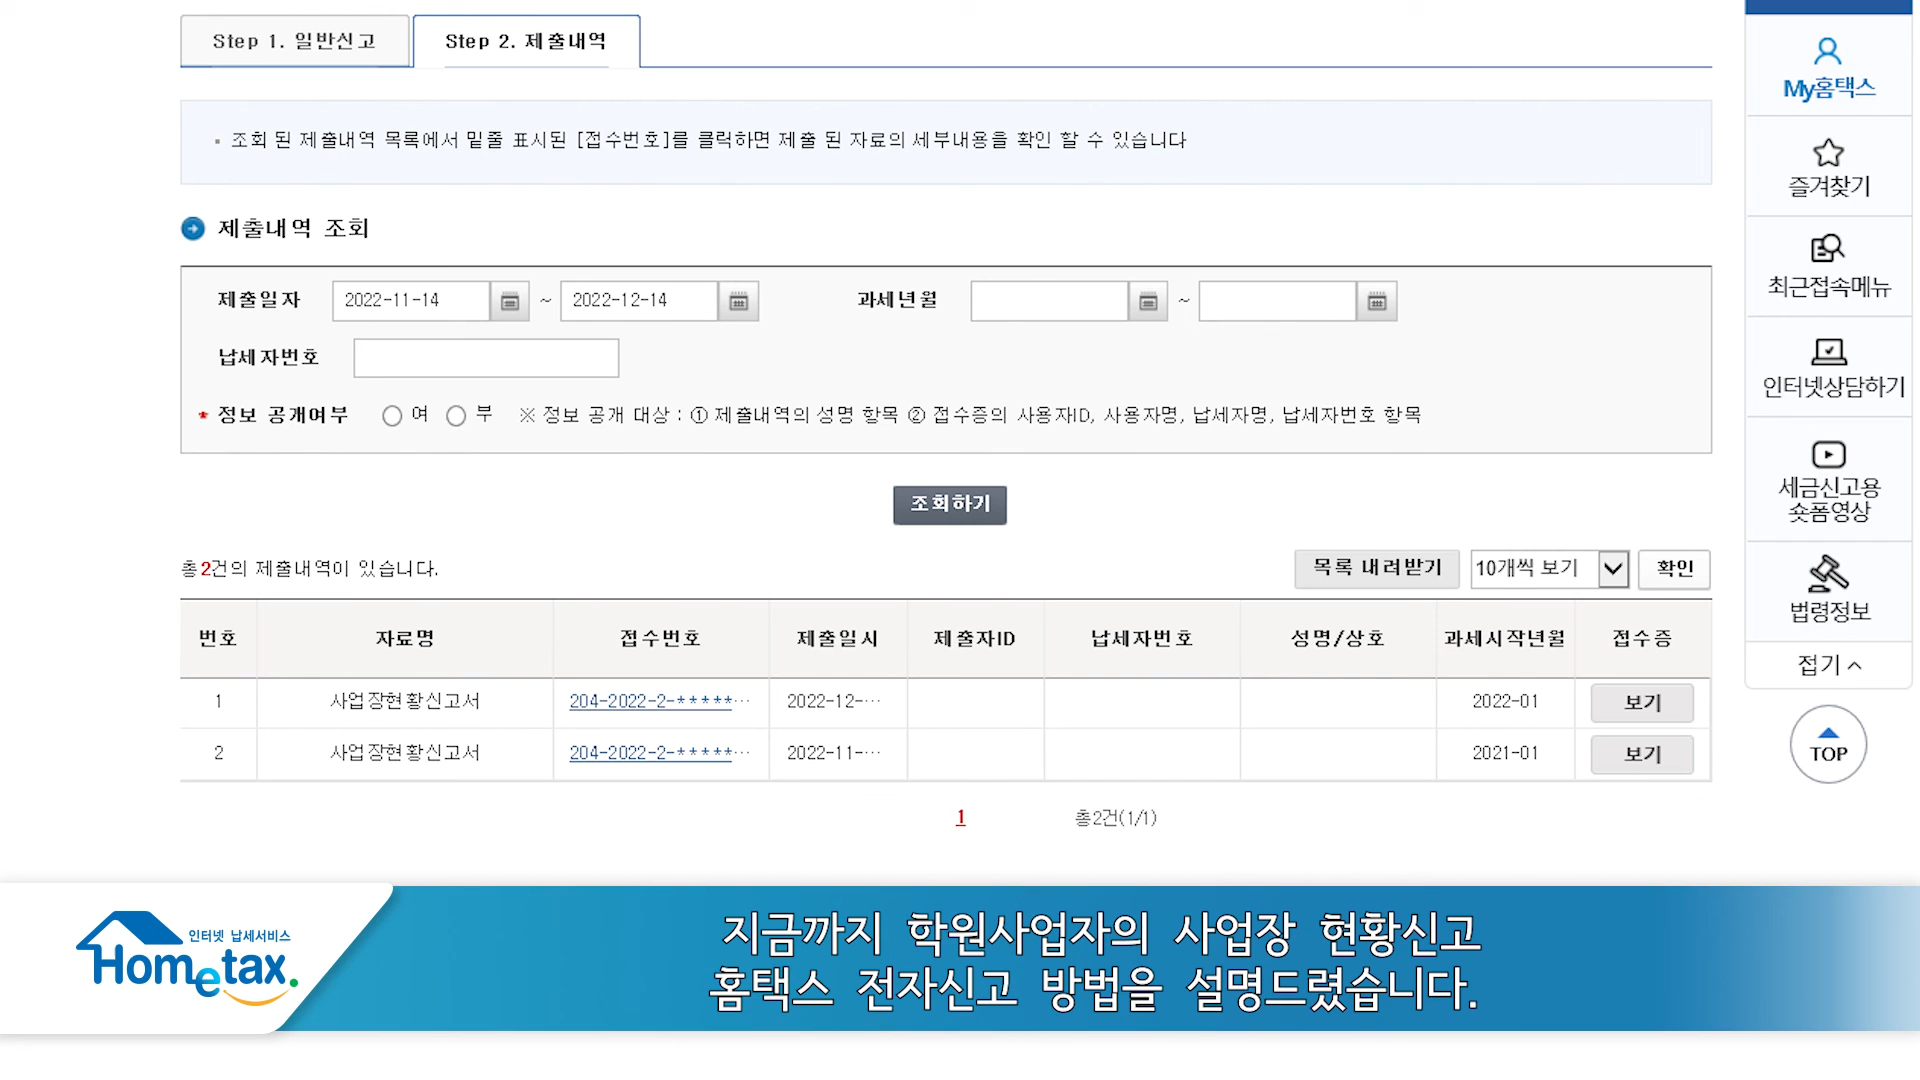 Step 1. 일반신고
Step 2. 제출내역
조회 된 제출내역 목록에서 밑줄 표시된 [접수번호]를 클릭하면 제출 된 자료의 세부내용을 확인 할 수 있습니다
제출내역 조회
제출일자 2022-11-14 ~ 2022-12-14 과세년월 ~
납세자번호
* 정보 공개여부 여 부 ※ 정보 공개 대상 : ① 제출내역의 성명 항목 ② 접수증의 사용자ID, 사용자명, 납세자명, 납세자번호 항목
조회하기
총2건의 제출내역이 있습니다.
목록 내려받기 10개씩 보기 확인
번호 자료명 접수번호 제출일시 제출자ID 납세자번호 성명/상호 과세시작년월 접수증
1 사업장현황신고서 204-2022-2-*****… 2022-12-… 2022-01 보기
2 사업장현황신고서 204-2022-2-*****… 2022-11-… 2021-01 보기
1 총2건(1/1)
My홈택스
즐겨찾기
최근접속메뉴
인터넷상담하기
세금신고용
숏폼영상
법령정보
접기
TOP
인터넷 납세서비스
Hometax.
지금까지 학원사업자의 사업장 현황신고
홈택스 전자신고 방법을 설명드렸습니다.